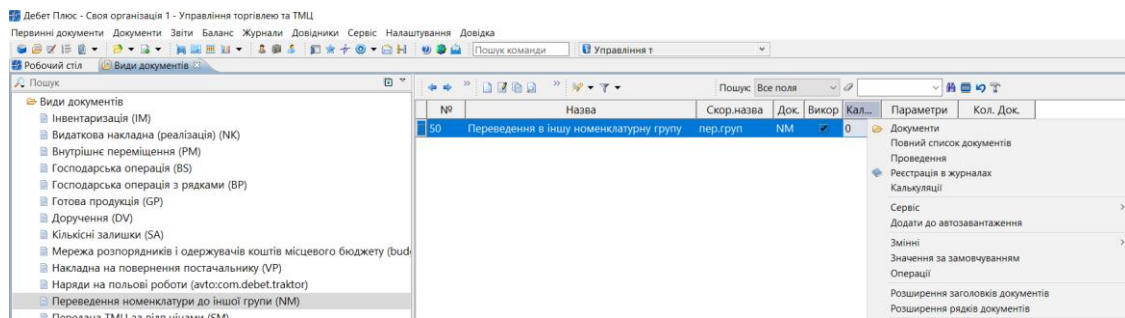 Дебет Плюс - Своя організація 1 - Управління торгівлею та ТМЦ
Первинні документи Документи Звіти Баланс Журнали Довідники Сервіс Налаштування Довідка
Пошук команди Управління т
Робочий стіл Види документів
Пошук
Види документів
Інвентаризація (IM)
Видаткова накладна (реалізація) (NK)
Внутрішнє переміщення (PM)
Господарська операція (BS)
Господарська операція з рядками (BP)
Готова продукція (GP)
Доручення (DV)
Кількісні залишки (SA)
Мережа розпорядників і одержувачів коштів місцевого бюджету (bud
Накладна на повернення постачальнику (VP)
Наряди на польові роботи (avto:com.debet.traktor)
Переведення номенклатури до іншої групи (NM)
Передача ТМЦ за відп.цінами (SM)
Пошук: Все поля
№ Назва Скор.назва Док. Викор Кал... Параметри Кол. Док.
50 Переведення в іншу номенклатурну групу пер.груп NM 0
Документи
Повний список документів
Проведення
Реєстрація в журналах
Калькуляції
Сервіс
Додати до автозавантаження
Змінні
Значення за замовчуванням
Операції
Розширення заголовків документів
Розширення рядків документів